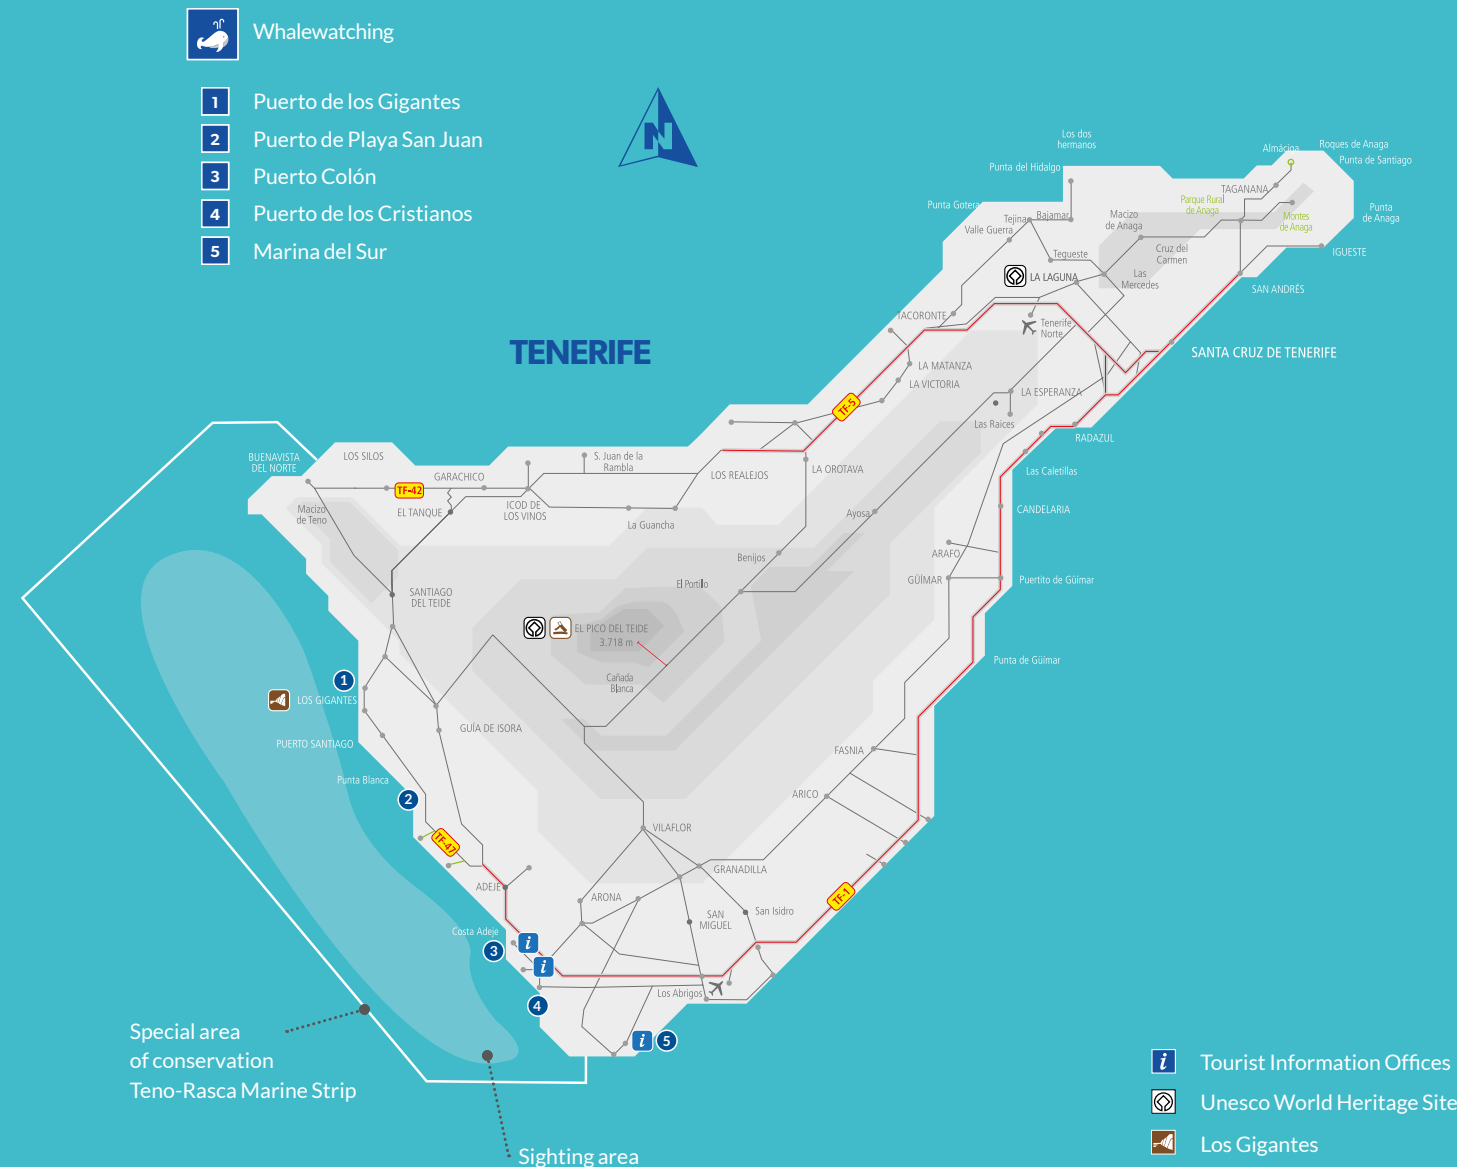 Whalewatching
1 Puerto de los Gigantes
2 Puerto de Playa San Juan
3 Puerto Colón
4 Puerto de los Cristianos
5 Marina del Sur
N
TENERIFE
Los dos
hermanos
Punta del Hidalgo
Almáciga
Roques de Anaga
Punta de Santiago
TAGANANA
Parque Rural
de Anaga
Punta
de Anaga
Montes
de Anaga
Punta Gotera
Tejina
Bajamar
Macizo
de Anaga
Valle Guerra
Tegueste
Cruz del
Carmen
IGUESTE
LA LAGUNA
Las
Mercedes
SAN ANDRÉS
TACORONTE
Tenerife
Norte
SANTA CRUZ DE TENERIFE
LA MATANZA
LA VICTORIA
LA ESPERANZA
TF-5
Las Raices
RADAZUL
BUENAVISTA
DEL NORTE
LOS SILOS
GARACHICO
S. Juan de la
Rambla
LOS REALEJOS
LA OROTAVA
Las Caletillas
TF-42
EL TANQUE
ICOD DE
LOS VINOS
La Guancha
Macizo
de Teno
Ayosa
CANDELARIA
Benijos
ARAFO
El Portillo
GÜÍMAR
Puertito de Güimar
SANTIAGO
DEL TEIDE
EL PICO DEL TEIDE
3.718 m
Cañada
Blanca
Punta de Güimar
1
LOS GIGANTES
PUERTO SANTIAGO
GUÍA DE ISORA
FASNIA
Punta Blanca
2
ARICO
TF-47
VILAFLOR
GRANADILLA
ADEJE
ARONA
TF-1
SAN
MIGUEL
San Isidro
Costa Adeje
3
i
i
4
Los Abrigos
i
5
Special area
of conservation
Teno-Rasca Marine Strip
Sighting area
i Tourist Information Offices
Unesco World Heritage Site
Los Gigantes